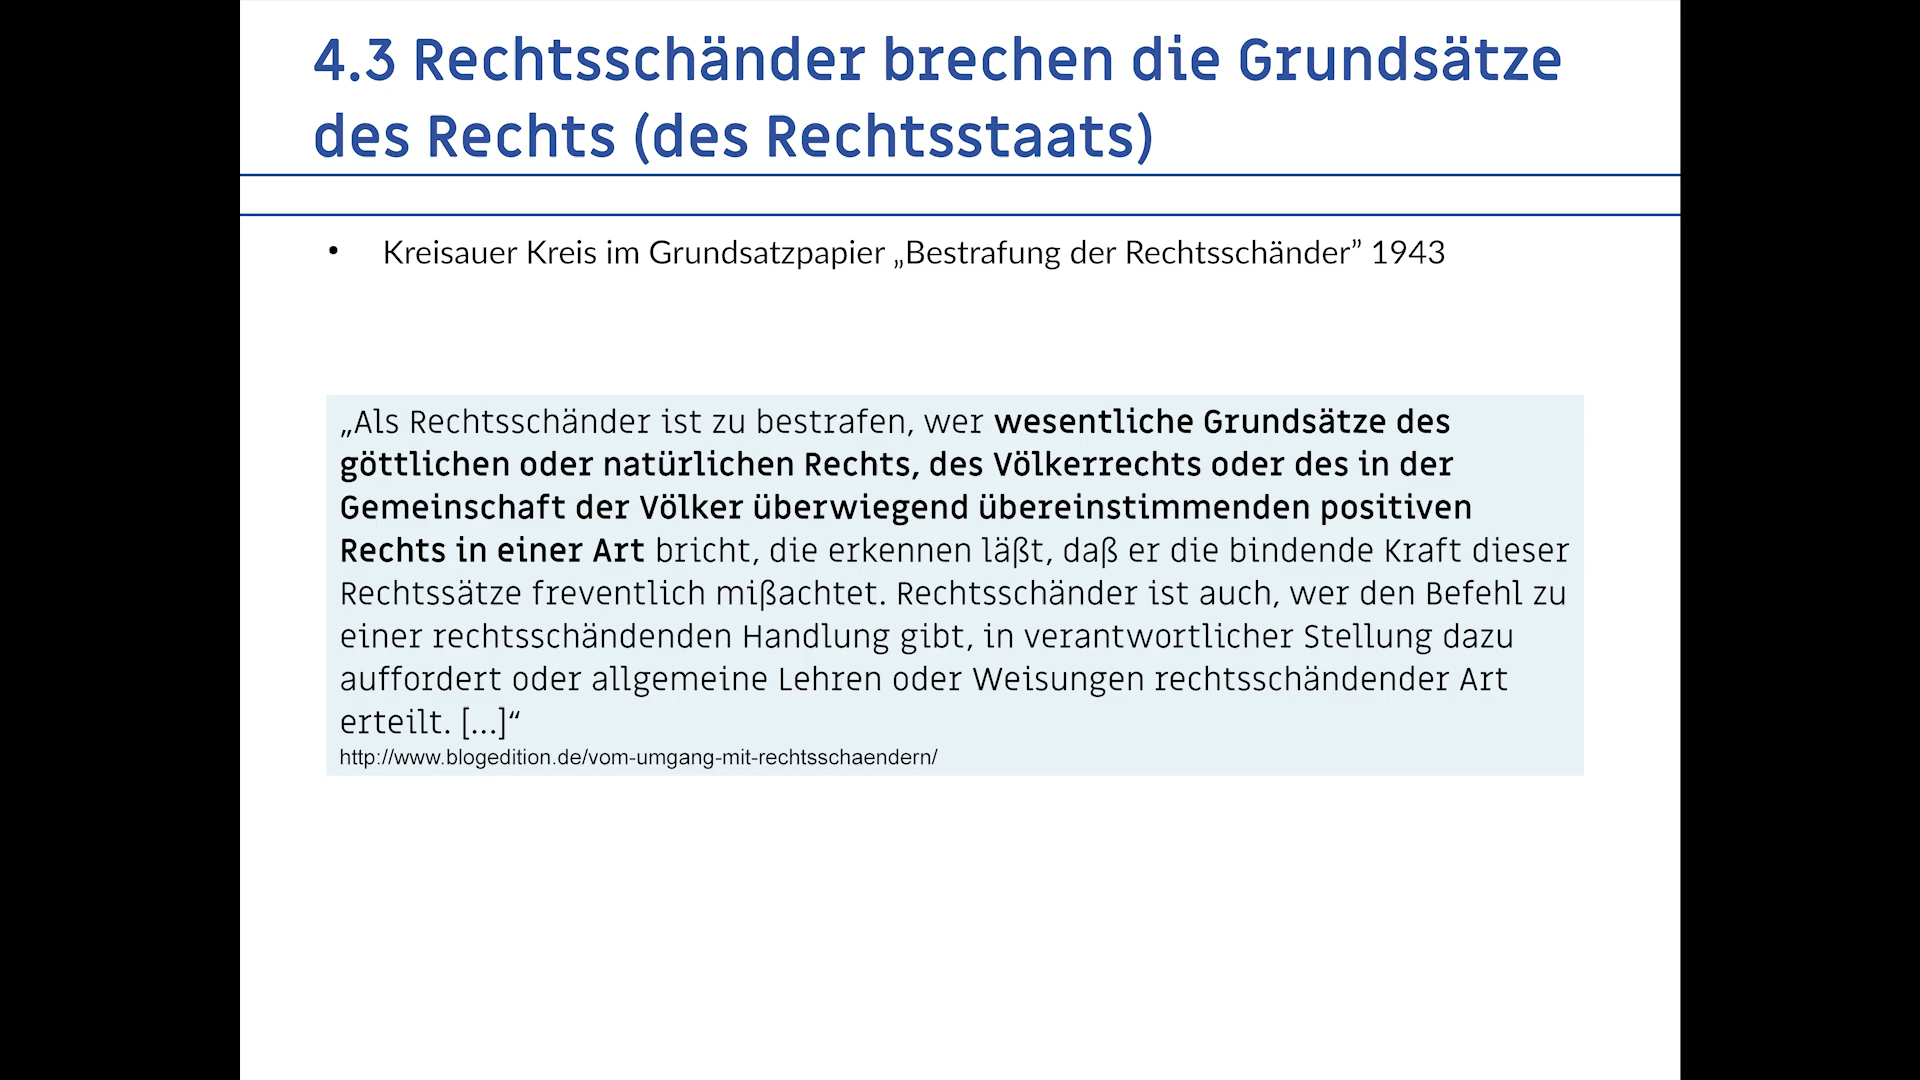 4.3 Rechtsschänder brechen die Grundsätze
des Rechts (des Rechtsstaats)
• Kreisauer Kreis im Grundsatzpapier „Bestrafung der Rechtsschänder” 1943
„Als Rechtsschänder ist zu bestrafen, wer wesentliche Grundsätze des
göttlichen oder natürlichen Rechts, des Völkerrechts oder des in der
Gemeinschaft der Völker überwiegend übereinstimmenden positiven
Rechts in einer Art bricht, die erkennen läßt, daß er die bindende Kraft dieser
Rechtssätze freventlich mißachtet. Rechtsschänder ist auch, wer den Befehl zu
einer rechtsschändenden Handlung gibt, in verantwortlicher Stellung dazu
auffordert oder allgemeine Lehren oder Weisungen rechtsschändender Art
erteilt. [...]“
http://www.blogedition.de/vom-umgang-mit-rechtsschaendern/